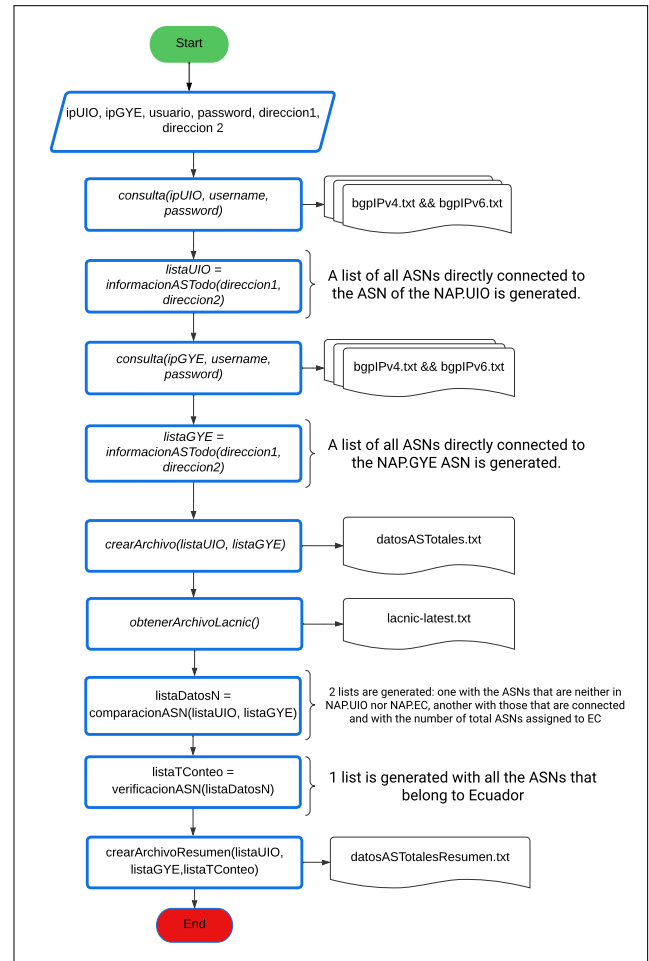 Start
ipUIO, ipGYE, usuario, password, direccion1,
direccion 2
consulta(ipUIO, username,
password)
bgpIPv4.txt && bgpIPv6.txt
listaUIO =
informacionASTodo(direccion1,
direccion2)
A list of all ASNs directly connected to
the ASN of the NAP.UIO is generated.
consulta(ipGYE, username,
password)
bgpIPv4.txt && bgpIPv6.txt
listaGYE =
informacionASTodo(direccion1,
direccion2)
A list of all ASNs directly connected to
the NAP.GYE ASN is generated.
crearArchivo(listaUIO, listaGYE)
datosASTotales.txt
obtenerArchivoLacnic()
lacnic-latest.txt
listaDatosN =
comparacionASN(listaUIO, listaGYE)
2 lists are generated: one with the ASNs that are neither in
NAP.UIO nor NAP.EC, another with those that are connected
and with the number of total ASNs assigned to EC
listaTConteo =
verificacionASN(listaDatosN)
1 list is generated with all the ASNs that
belong to Ecuador
crearArchivoResumen(listaUIO,
listaGYE,listaTConteo)
datosASTotalesResumen.txt
End